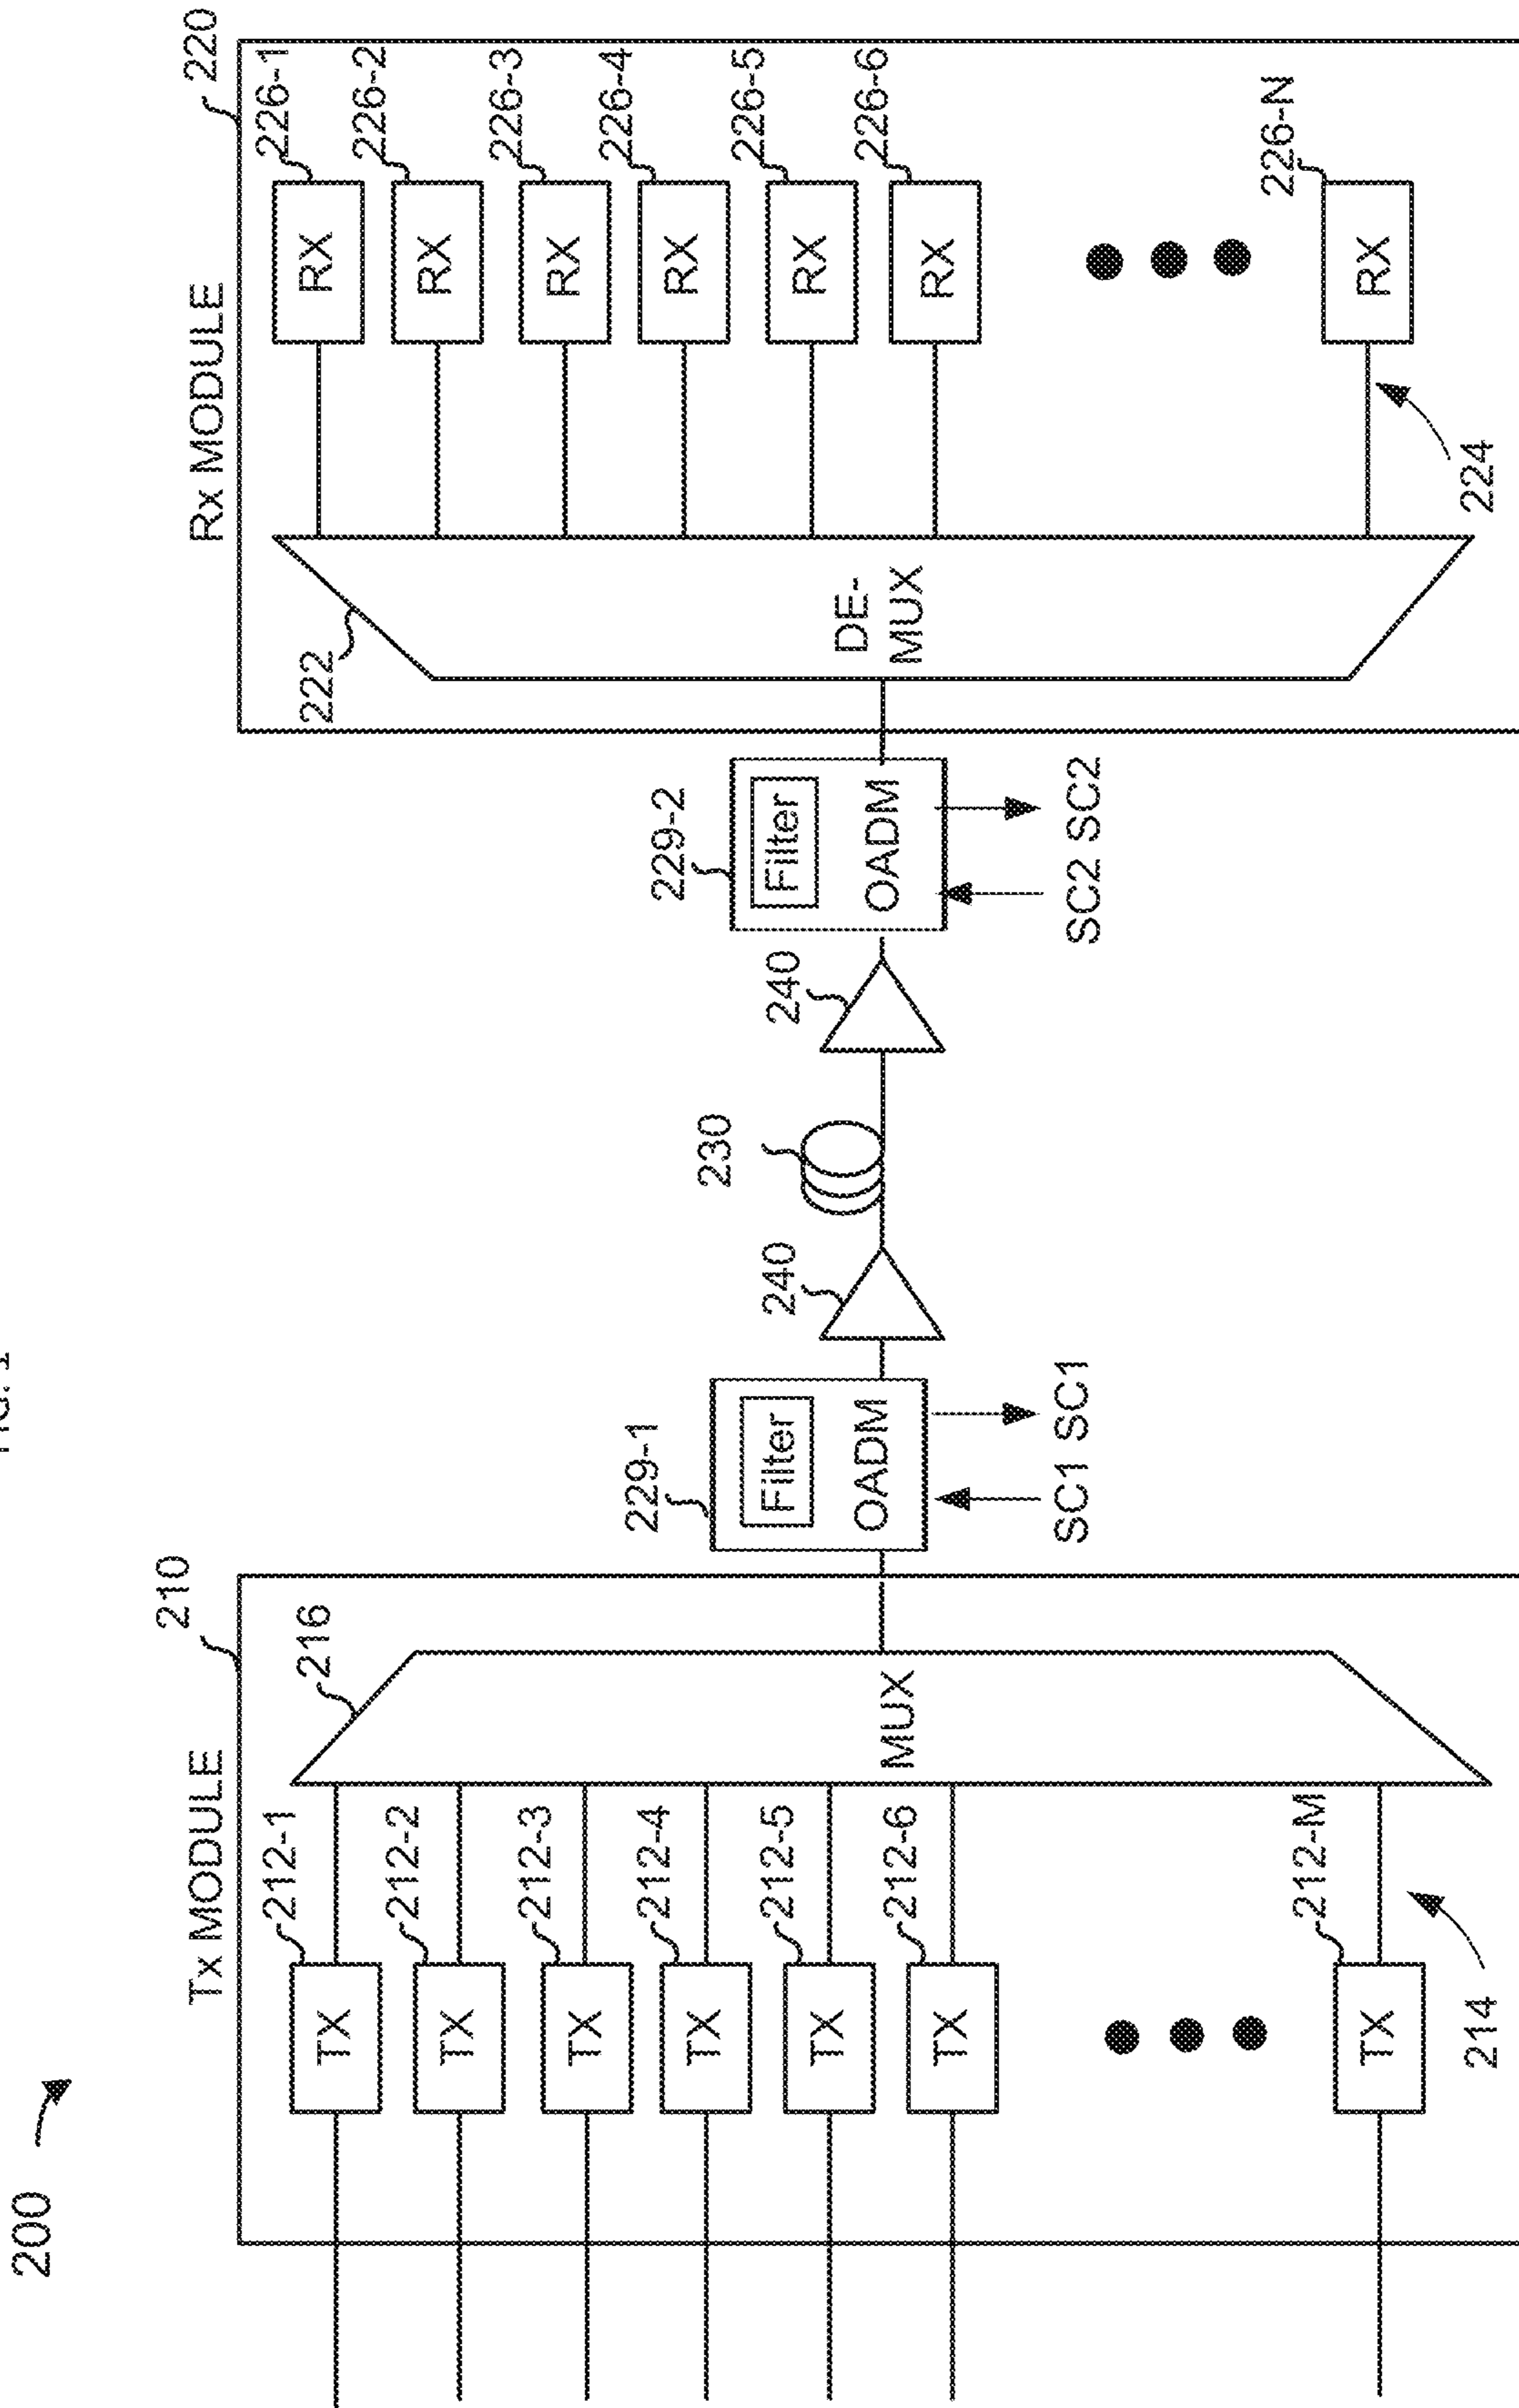 FIG. 1
200
Tx MODULE
210
TX
212-1
TX
212-2
TX
212-3
TX
212-4
TX
212-5
TX
212-6
TX
212-M
214
216
MUX
229-1
Filter
OADM
SC1 SC1
240
230
240
229-2
Filter
OADM
SC2 SC2
Rx MODULE
220
222
DE-
MUX
RX
226-1
RX
226-2
RX
226-3
RX
226-4
RX
226-5
RX
226-6
RX
226-N
224